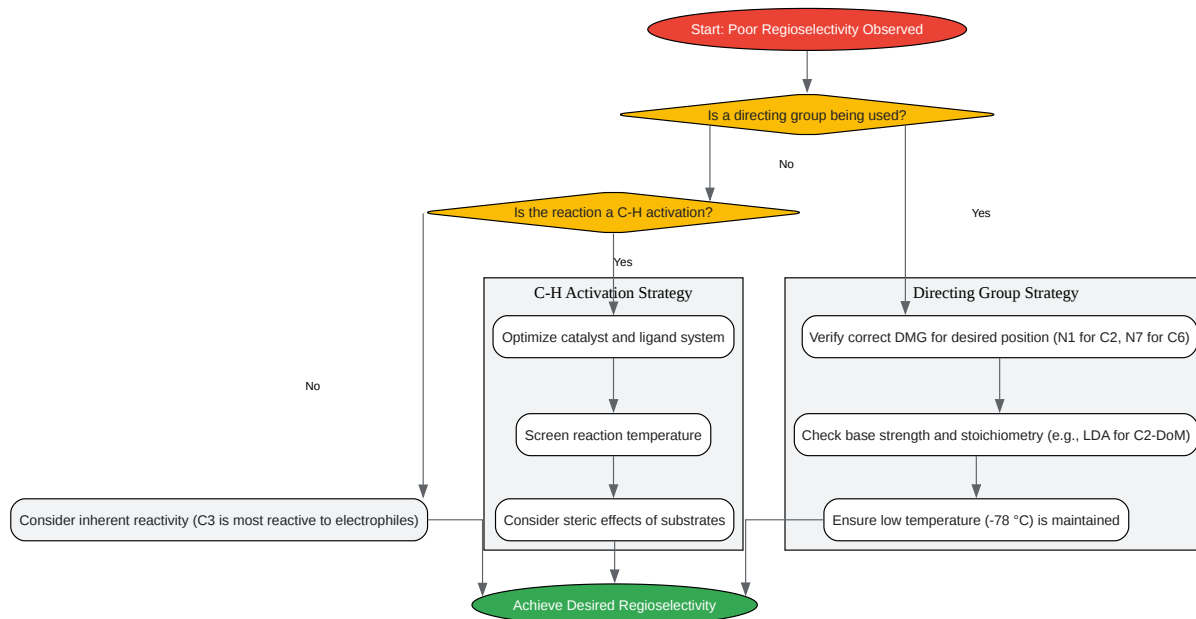 Start: Poor Regioselectivity Observed
Is a directing group being used?
No
Is the reaction a C-H activation?
Yes
Yes
C-H Activation Strategy
Directing Group Strategy
Optimize catalyst and ligand system
Verify correct DMG for desired position (N1 for C2, N7 for C6)
No
Screen reaction temperature
Check base strength and stoichiometry (e.g., LDA for C2-DoM)
Consider inherent reactivity (C3 is most reactive to electrophiles)
Consider steric effects of substrates
Ensure low temperature (-78 °C) is maintained
Achieve Desired Regioselectivity